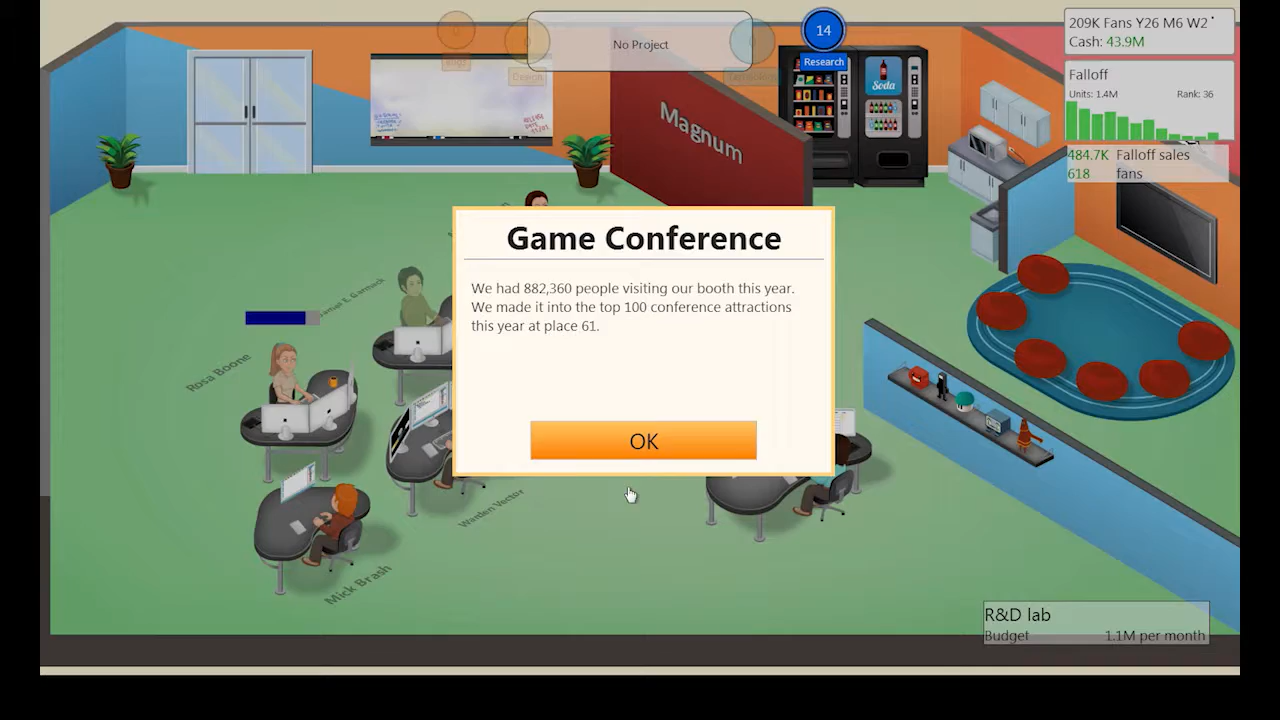 209K Fans Y26 M6 W2
Cash: 43.9M
No Project
14
Research
Design
Falloff
Units: 1.4M
Rank: 36
484.7K Falloff sales
618 fans
Magnum
Soda
Game Conference
We had 882,360 people visiting our booth this year.
We made it into the top 100 conference attractions
this year at place 61.
OK
Rosa Boone
Warden Vector
Mick Brash
R&D lab
Budget 1.1M per month